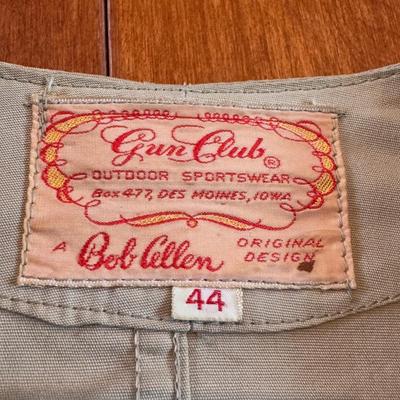 Gun Club ®
OUTDOOR SPORTSWEAR
Box 477, DES MOINES, IOWA
A Bob Allen ORIGINAL DESIGN
44